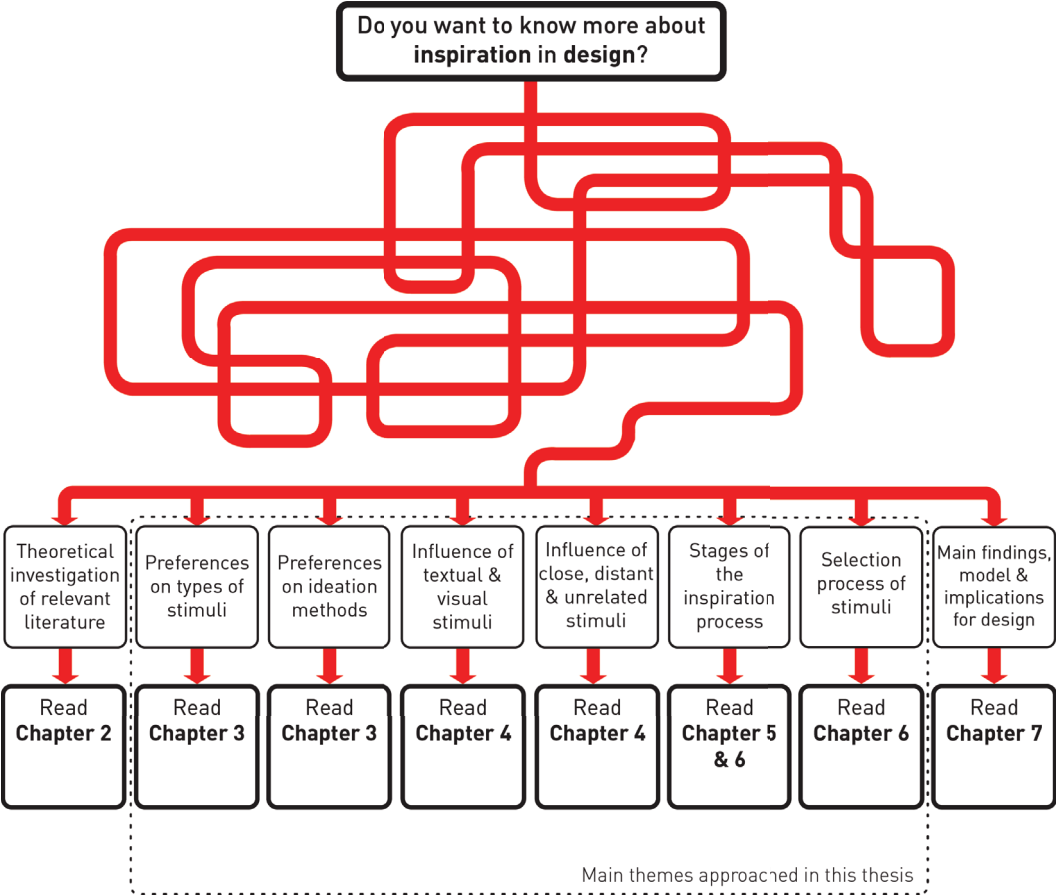 Do you want to know more about
inspiration in design?
Theoretical
investigation
of relevant
literature
Preferences
on types of
stimuli
Preferences
on ideation
methods
Influence of
textual &
visual
stimuli
Influence of
close, distant
& unrelated
stimuli
Stages of
the
inspiration
process
Selection
process of
stimuli
Main findings,
model &
implications
for design
Read
Chapter 2
Read
Chapter 3
Read
Chapter 3
Read
Chapter 4
Read
Chapter 4
Read
Chapter 5
& 6
Read
Chapter 6
Read
Chapter 7
Main themes approached in this thesis